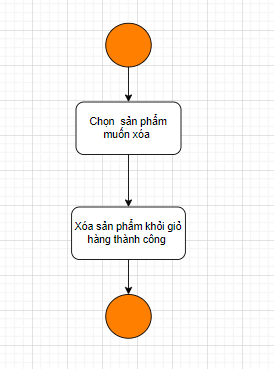 Chọn sản phẩm
muốn xóa
Xóa sản phẩm khỏi giỏ
hàng thành công